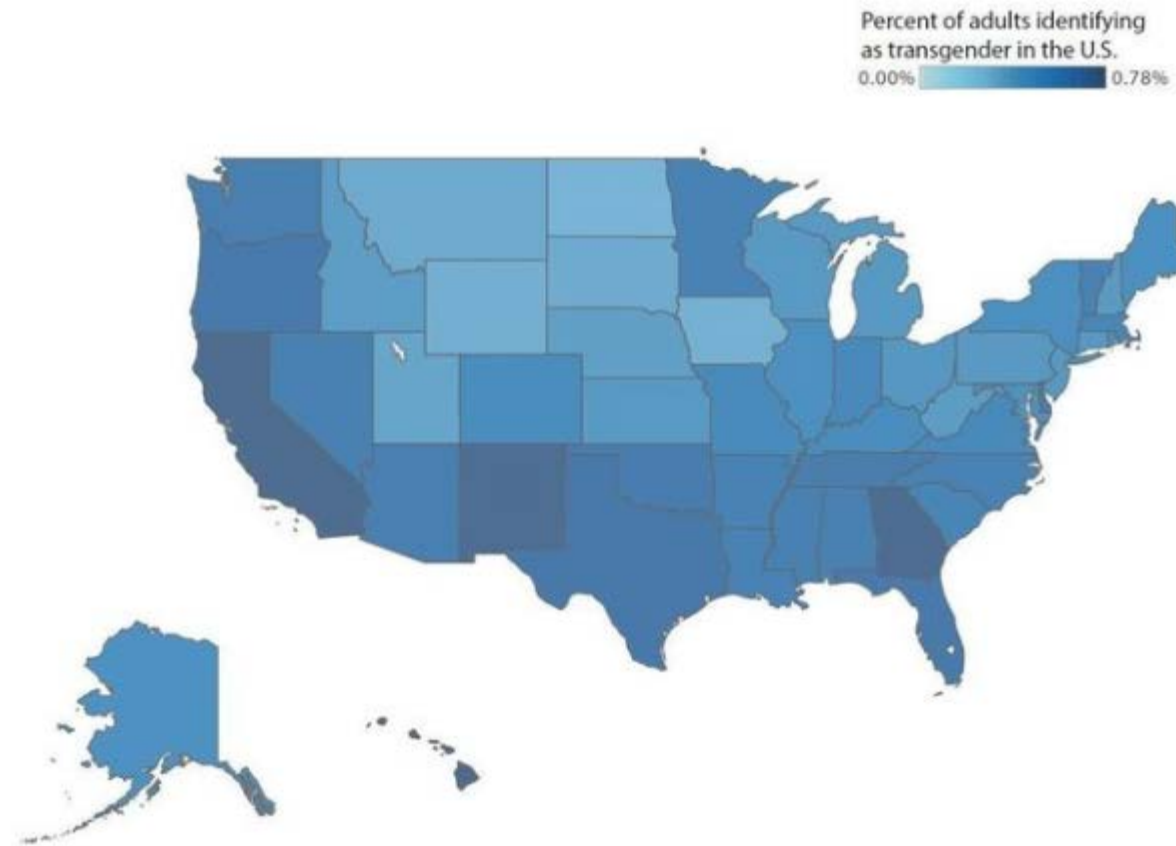 Percent of adults identifying
as transgender in the U.S.
0.00% 0.78%